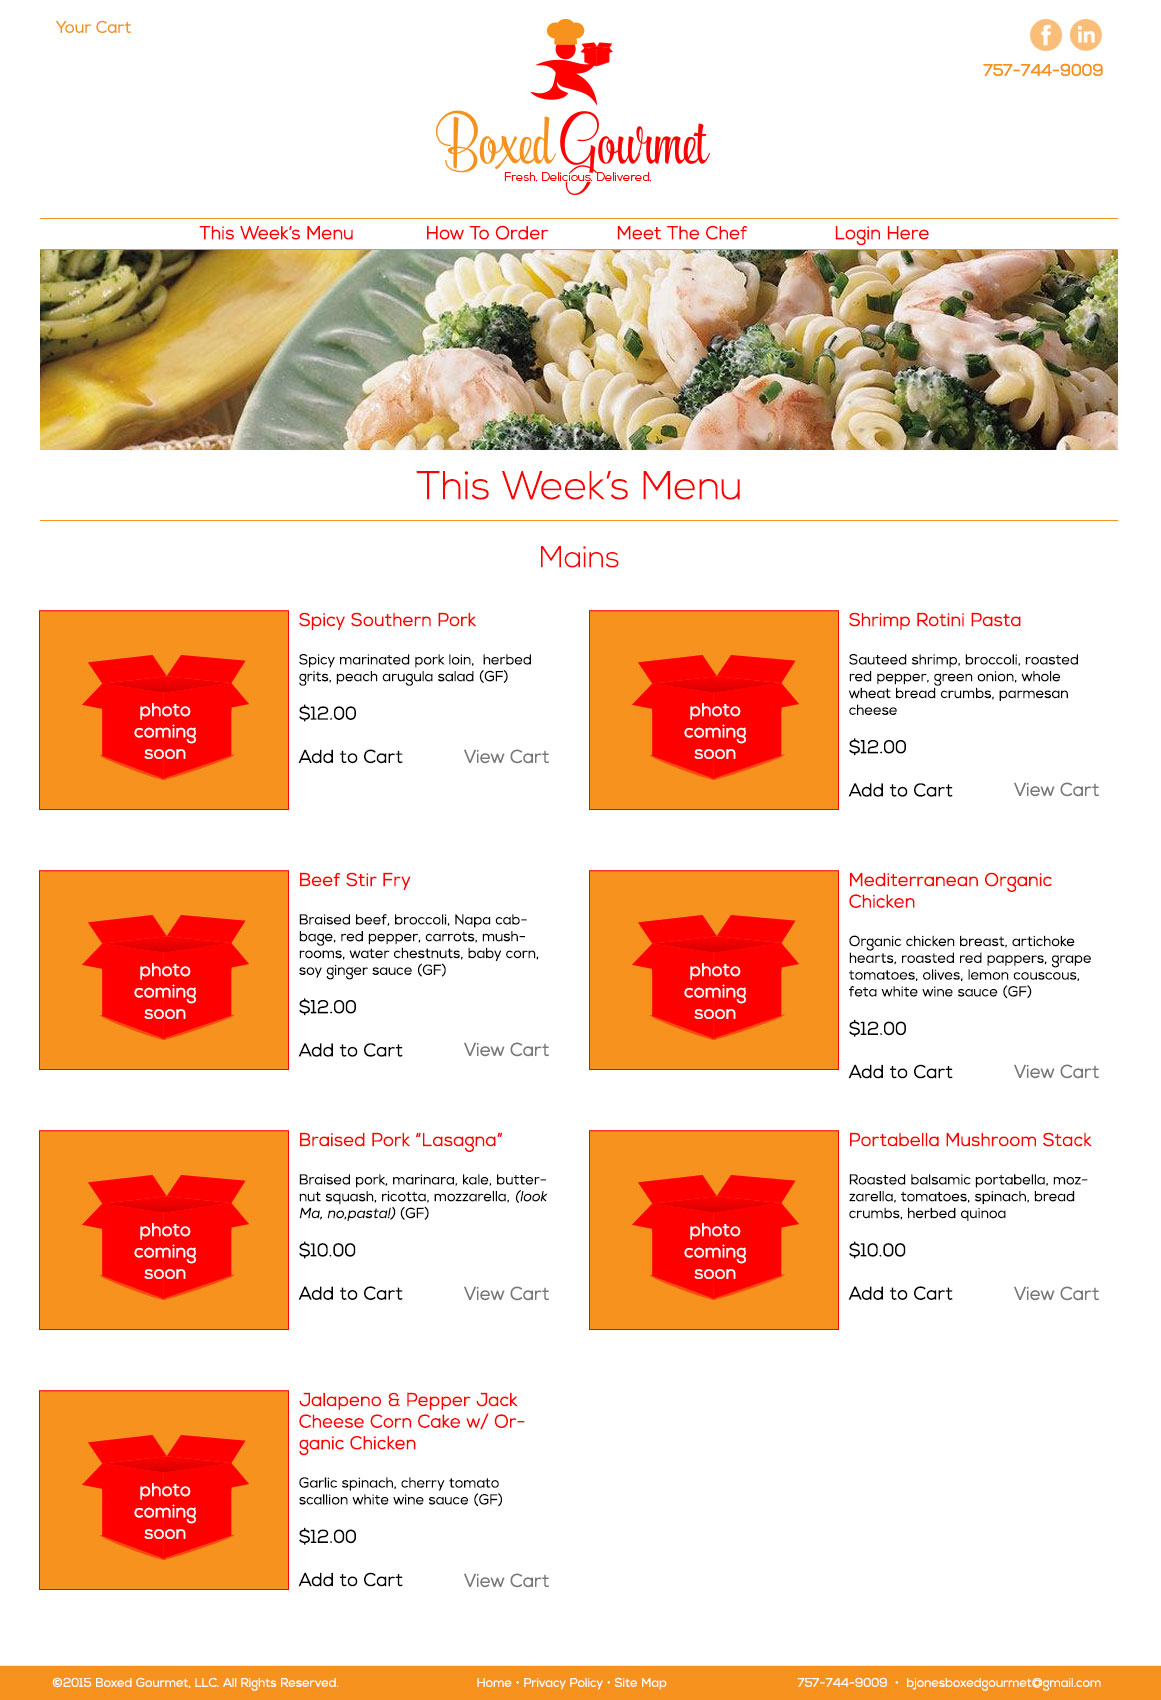 Your Cart
757-744-9009
Boxed Gourmet
Fresh. Delicious. Delivered.
This Week's Menu
How To Order
Meet The Chef
Login Here
This Week's Menu
Mains
photo
coming
soon
Spicy Southern Pork
Spicy marinated pork loin,  herbed
grits, peach arugula salad (GF)
$12.00
Add to Cart
View Cart
photo
coming
soon
Shrimp Rotini Pasta
Sauteed shrimp, broccoli, roasted
red pepper, green onion, whole
wheat bread crumbs, parmesan
cheese
$12.00
Add to Cart
View Cart
photo
coming
soon
Beef Stir Fry
Braised beef, broccoli, Napa cab-
bage, red pepper, carrots, mush-
rooms, water chestnuts, baby corn,
soy ginger sauce (GF)
$12.00
Add to Cart
View Cart
photo
coming
soon
Mediterranean Organic
Chicken
Organic chicken breast, artichoke
hearts, roasted red pappers, grape
tomatoes, olives, lemon couscous,
feta white wine sauce (GF)
$12.00
Add to Cart
View Cart
photo
coming
soon
Braised Pork "Lasagna"
Braised pork, marinara, kale, butter-
nut squash, ricotta, mozzarella, (look
Ma, no,pasta!) (GF)
$10.00
Add to Cart
View Cart
photo
coming
soon
Portabella Mushroom Stack
Roasted balsamic portabella, moz-
zarella, tomatoes, spinach, bread
crumbs, herbed quinoa
$10.00
Add to Cart
View Cart
photo
coming
soon
Jalapeno & Pepper Jack
Cheese Corn Cake w/ Or-
ganic Chicken
Garlic spinach, cherry tomato
scallion white wine sauce (GF)
$12.00
Add to Cart
View Cart
©2015 Boxed Gourmet, LLC. All Rights Reserved.
Home • Privacy Policy • Site Map
757-744-9009 • bjonesboxedgourmet@gmail.com